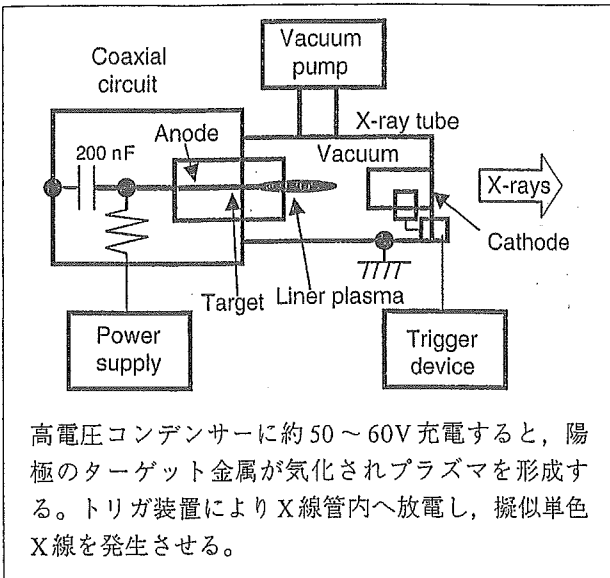 Vacuum
pump
Coaxial
circuit
X-ray tube
Anode
Vacuum
200 nF
X-rays
Cathode
Target
Liner plasma
Power
supply
Trigger
device
高電圧コンデンサーに約50～60V充電すると，陽
極のターゲット金属が気化されプラズマを形成す
る。トリガ装置によりX線管内へ放電し，擬似単色
X線を発生させる。